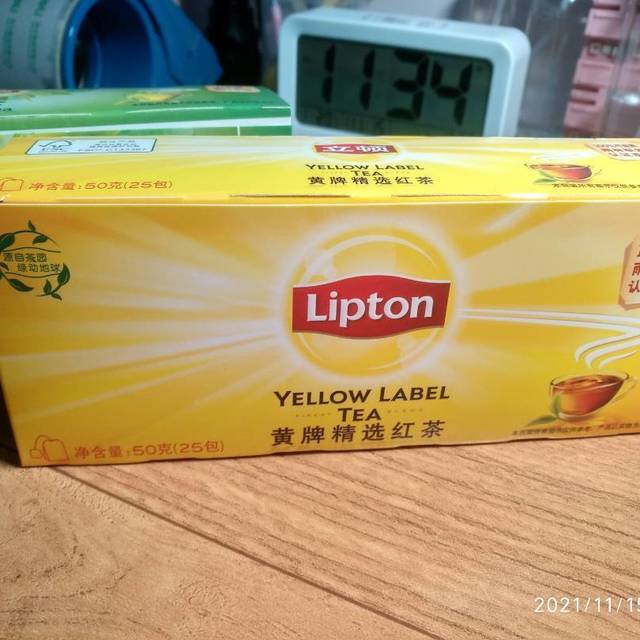 1134
立顿
YELLOW LABEL
TEA
黄牌精选红茶
净含量:50克(25包)
源自茶园
绿动地球
Lipton
YELLOW LABEL
FINEST BLEND
TEA
黄牌精选红茶
净含量:50克(25包)
2021/11/15